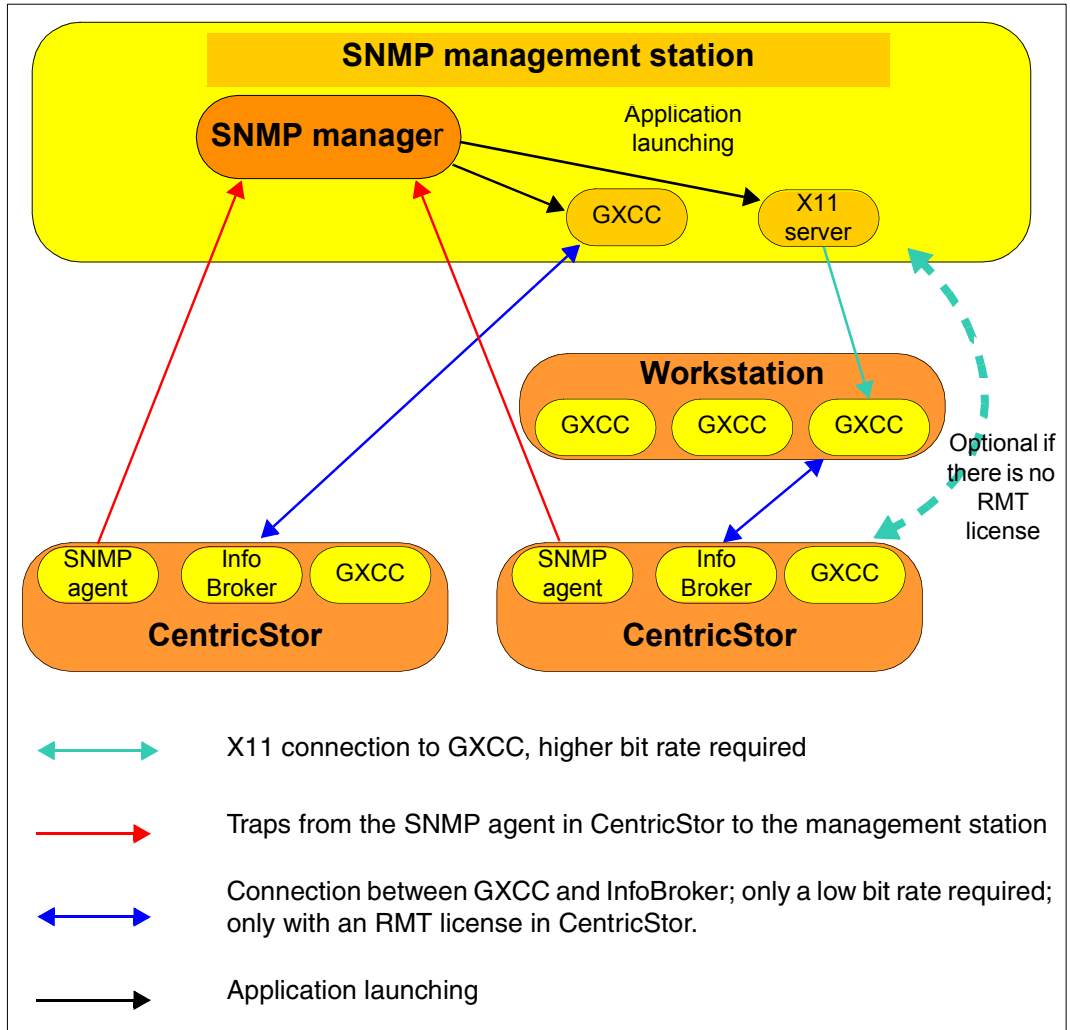 SNMP management station
SNMP manager
Application
launching
GXCC
X11
server
Workstation
GXCC
GXCC
GXCC
Optional if
there is no
RMT
license
SNMP
agent
Info
Broker
GXCC
CentricStor
SNMP
agent
Info
Broker
GXCC
CentricStor
X11 connection to GXCC, higher bit rate required
Traps from the SNMP agent in CentricStor to the management station
Connection between GXCC and InfoBroker; only a low bit rate required;
only with an RMT license in CentricStor.
Application launching